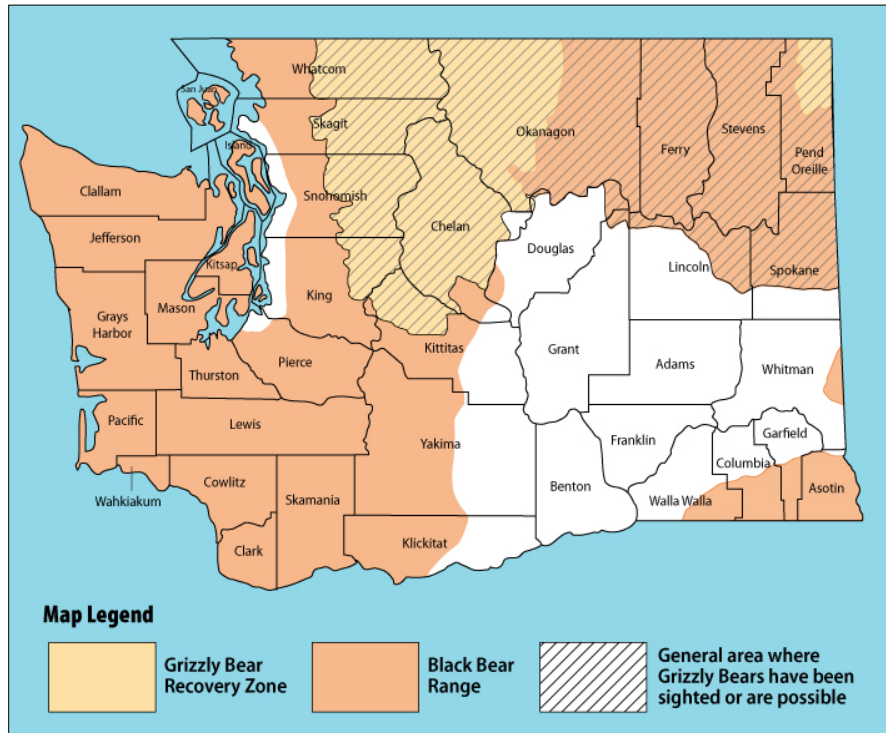 Whatcom
San Juan
Skagit
Island
Okanagon
Ferry
Stevens
Pend
Oreille
Clallam
Snohomish
Chelan
Jefferson
Douglas
Kitsap
Lincoln
Spokane
Grays
Harbor
Mason
King
Kittitas
Grant
Adams
Whitman
Thurston
Pierce
Pacific
Lewis
Yakima
Franklin
Garfield
Columbia
Wahkiakum
Cowlitz
Skamania
Benton
Walla Walla
Asotin
Clark
Klickitat
Map Legend
Grizzly Bear
Recovery Zone
Black Bear
Range
General area where
Grizzly Bears have been
sighted or are possible